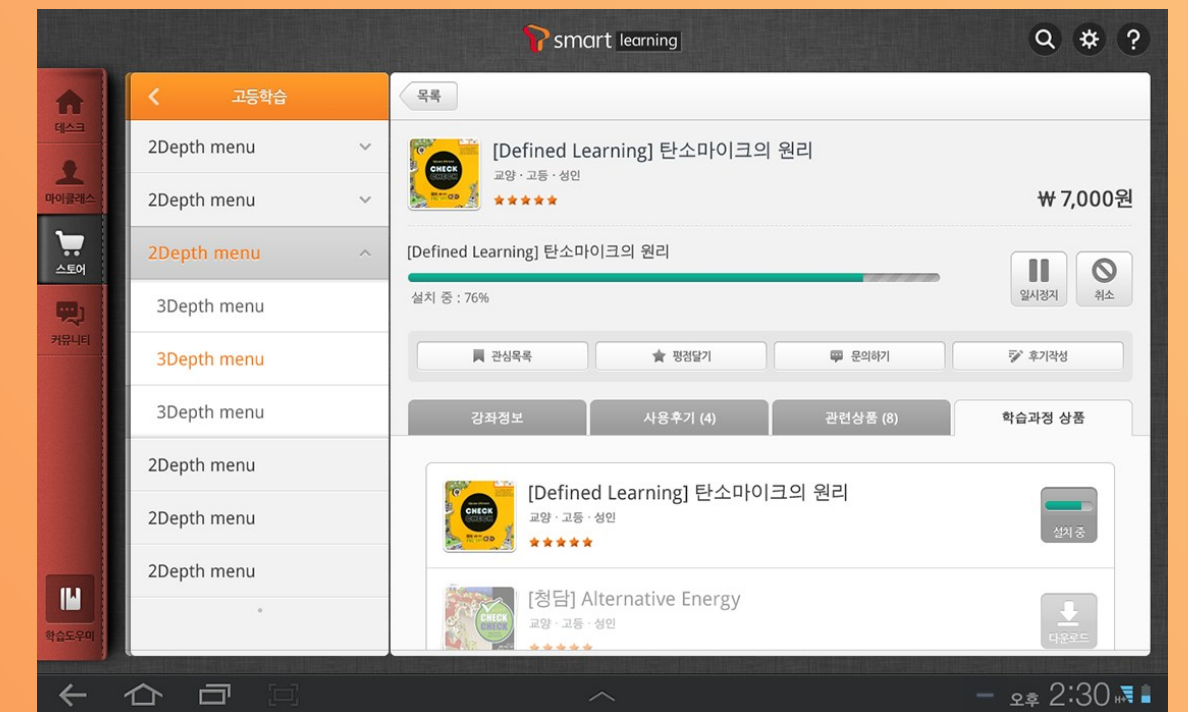 smart learning
데스크
마이클래스
스토어
커뮤니티
학습도우미
고등학습
2Depth menu
2Depth menu
2Depth menu
3Depth menu
3Depth menu
3Depth menu
2Depth menu
2Depth menu
2Depth menu
목록
CHECK
[Defined Learning] 탄소마이크의 원리
교양 · 고등 · 성인
₩ 7,000원
[Defined Learning] 탄소마이크의 원리
설치 중 : 76%
일시정지
취소
관심목록
평점달기
문의하기
후기작성
강좌정보
사용후기 (4)
관련상품 (8)
학습과정 상품
CHECK
[Defined Learning] 탄소마이크의 원리
교양 · 고등 · 성인
설치 중
CHECK
CHECK
[청담] Alternative Energy
교양 · 고등 · 성인
다운로드
오후 2:30